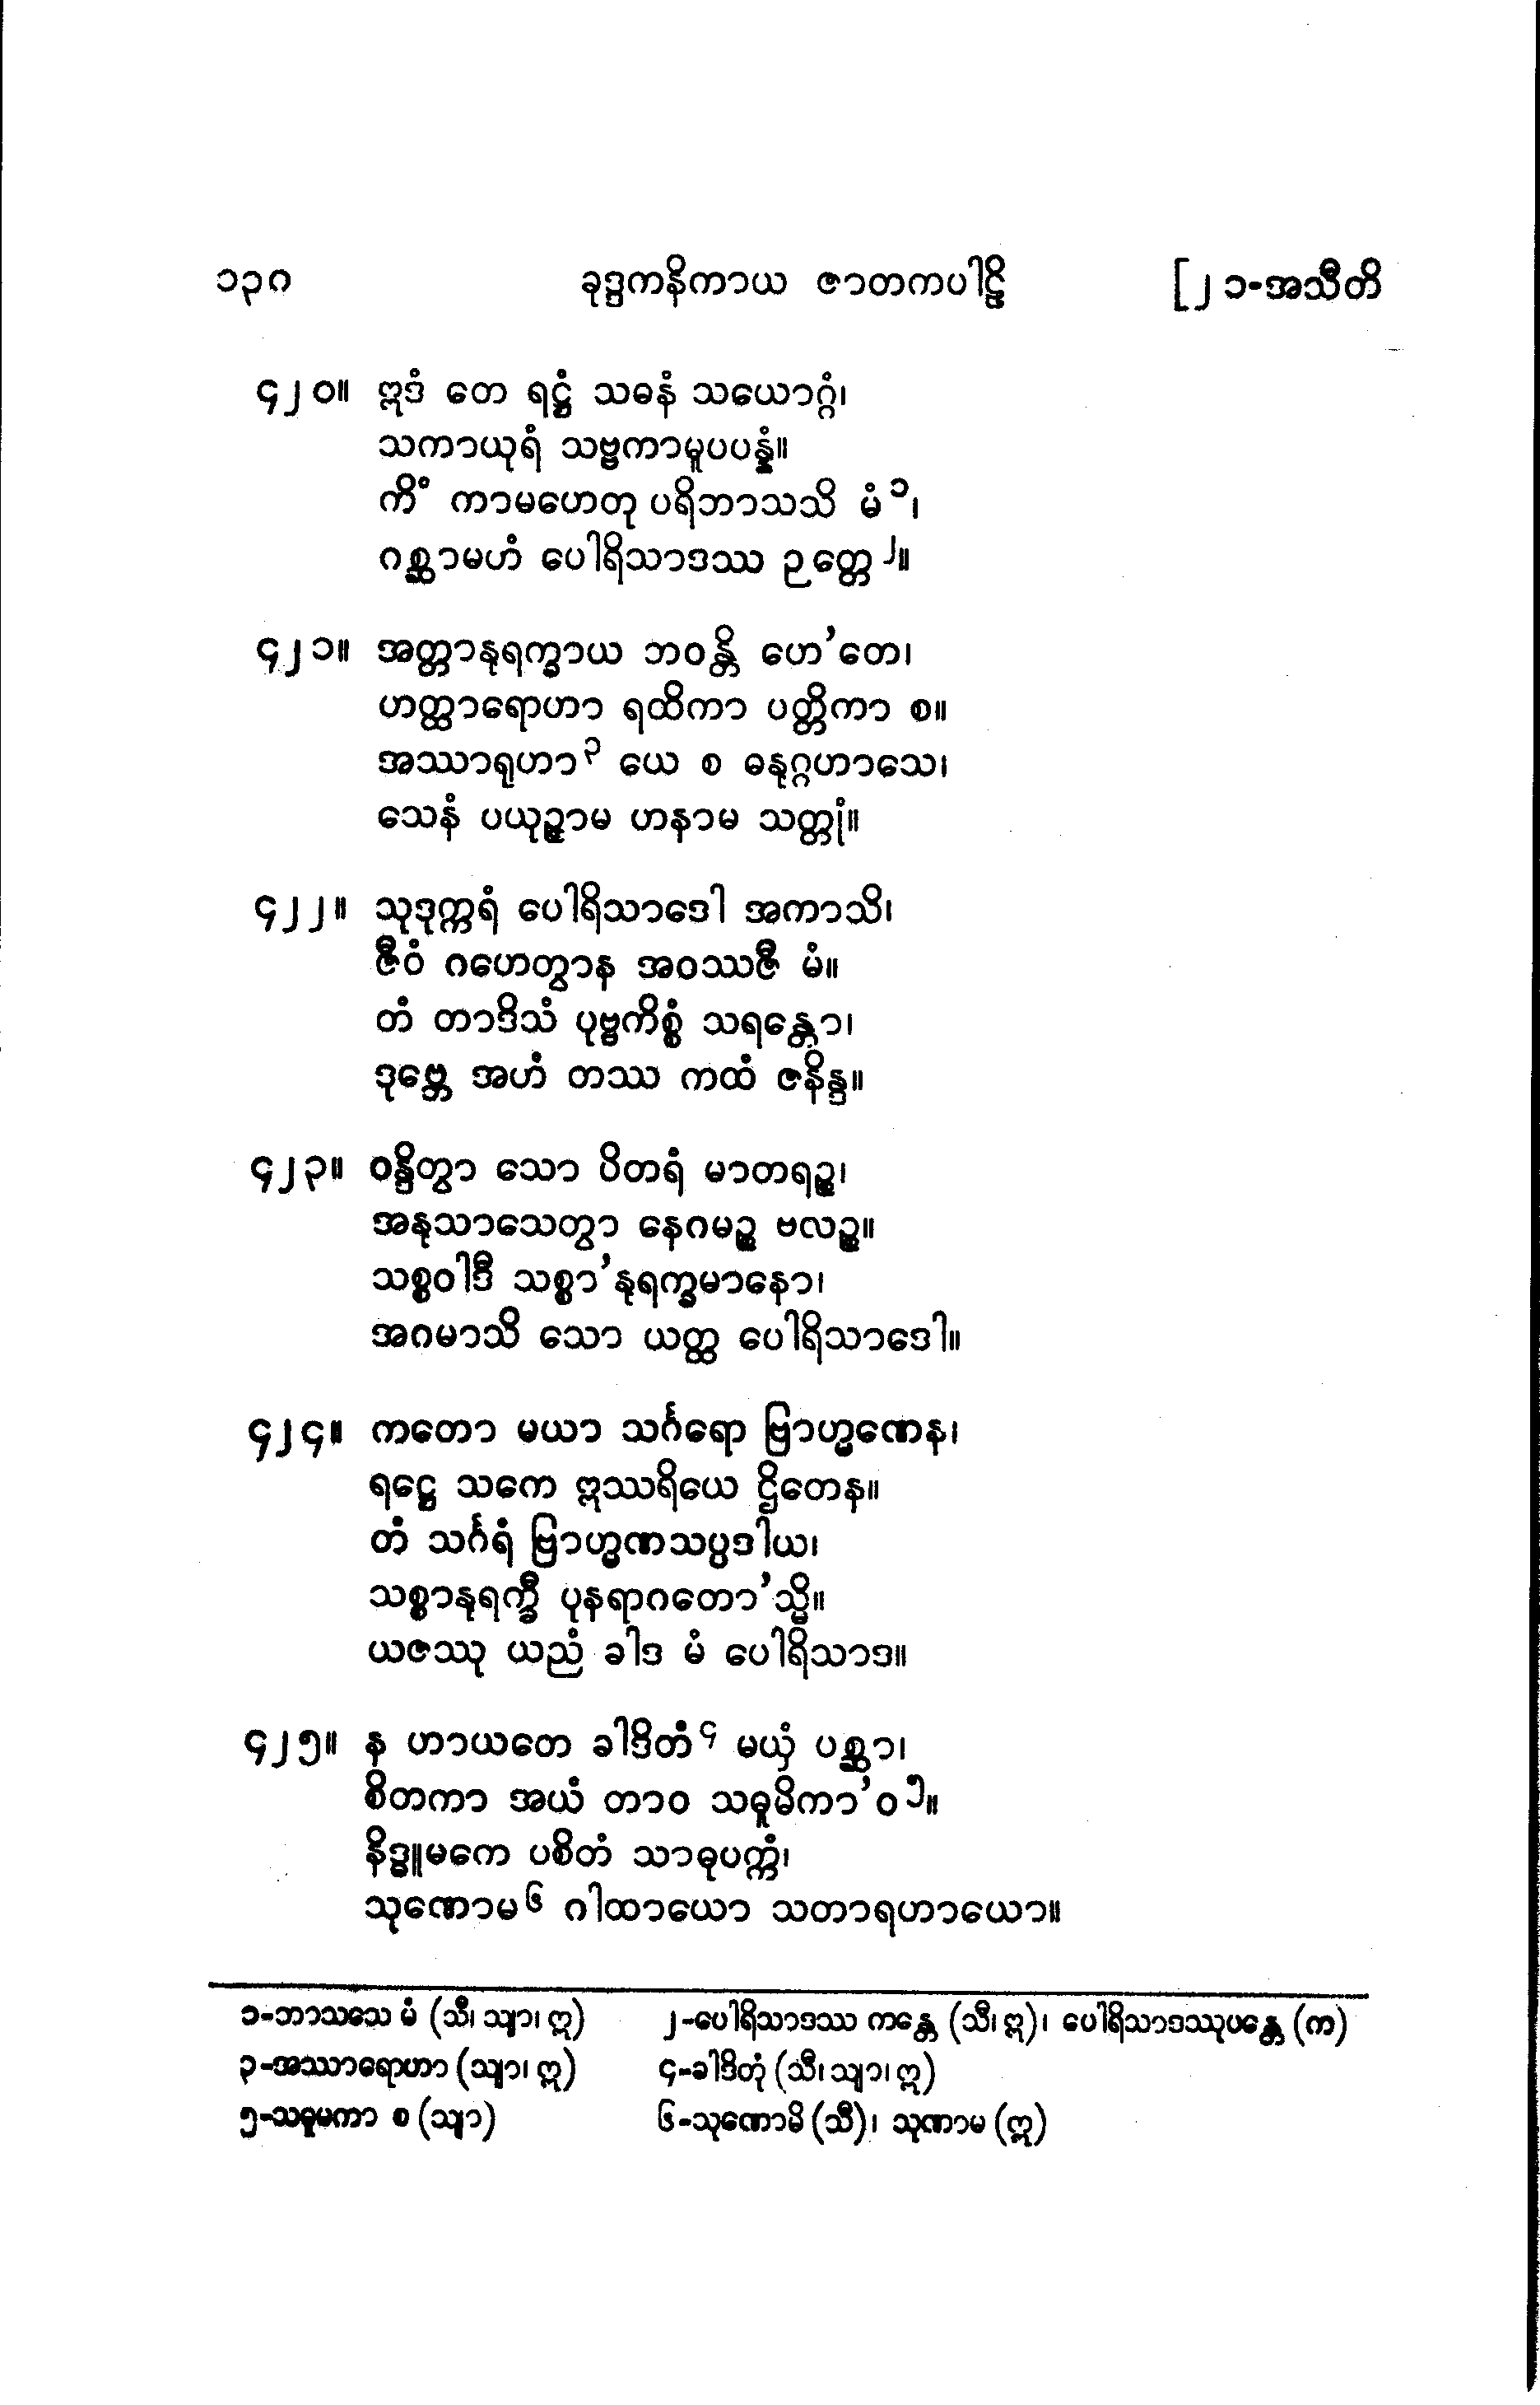 ၁၃ဂ ခုဒ္ဒကနိကာယ ဇာတကပါဠိ [၂၁-အသီတိ
၄၂၀။ ဣဒံ တေ ရဋ္ဌံ သဓနံ သယောဂ္ဂံ၊
သကာယုရံ သဗ္ဗကာမူပပန္နံ။
ကိံ ကာမဟေတု ပရိဘာသသိ မံ ၁၊
ဂစ္ဆာမဟံ ပေါရိသာဒဿ ဉတ္တေ ၂။
၄၂၁။ အတ္တာနုရက္ခာယ ဘဝန္တိ ဟေ’တေ၊
ဟတ္ထာရောဟာ ရထိကာ ပတ္တိကာ စ။
အဿာရုဟာ ၃ ယေ စ ဓနုဂ္ဂဟာသေ၊
သေနံ ပယုဉ္ဇာမ ဟနာမ သတ္တုံ။
၄၂၂။ သုဒုက္ကရံ ပေါရိသာဒေါ အကာသိ၊
ဇီဝံ ဂဟေတွာန အဝဿဇီ မံ။
တံ တာဒိသံ ပုဗ္ဗကိစ္စံ သရန္တော၊
ဒုဗ္ဘေ အဟံ တဿ ကထံ ဇနိန္ဒ။
၄၂၃။ ဝန္ဒိတွာ သော ပိတရံ မာတရဉ္စ၊
အနုသာသေတွာ နေဂမဉ္စ ဗလဉ္စ။
သစ္စဝါဒီ သစ္စာ’နုရက္ခမာနော၊
အဂမာသိ သော ယတ္ထ ပေါရိသာဒေါ။
၄၂၄။ ကတော မယာ သင်္ဂရော ဗြာဟ္မဏေန၊
ရဋ္ဌေ သကေ ဣဿရိယေ ဌိတေန။
တံ သင်္ဂရံ ဗြာဟ္မဏသပ္ပဒါယ၊
သစ္စာနုရက္ခီ ပုနရာဂတော’သ္မိ။
ယဇဿု ယညံ ခါဒ မံ ပေါရိသာဒ။
၄၂၅။ န ဟာယတေ ခါဒိတံ ၄ မယှံ ပစ္ဆာ၊
စိတကာ အယံ တာဝ သဓူမိကာ’ဝ ၅။
နိဒ္ဓူမကေ ပစိတံ သာဓုပက္ကံ၊
သုဏောမ ၆ ဂါထာယော သတာရဟာယော။
၁-ဘာသသေ မံ (သီ၊ သျာ၊ ဣ) ၂-ပေါရိသာဒဿ ကန္တေ (သီ၊ ဣ)၊ ပေါရိသာဒဿုပန္တေ (က)
၃-အဿာရောဟာ (သျာ၊ ဣ) ၄-ခါဒိတုံ (သီ၊ သျာ၊ ဣ)
၅-သဓူမကာ စ (သျာ) ၆-သုဏောမိ (သီ)၊ သုဏာမ (ဣ)